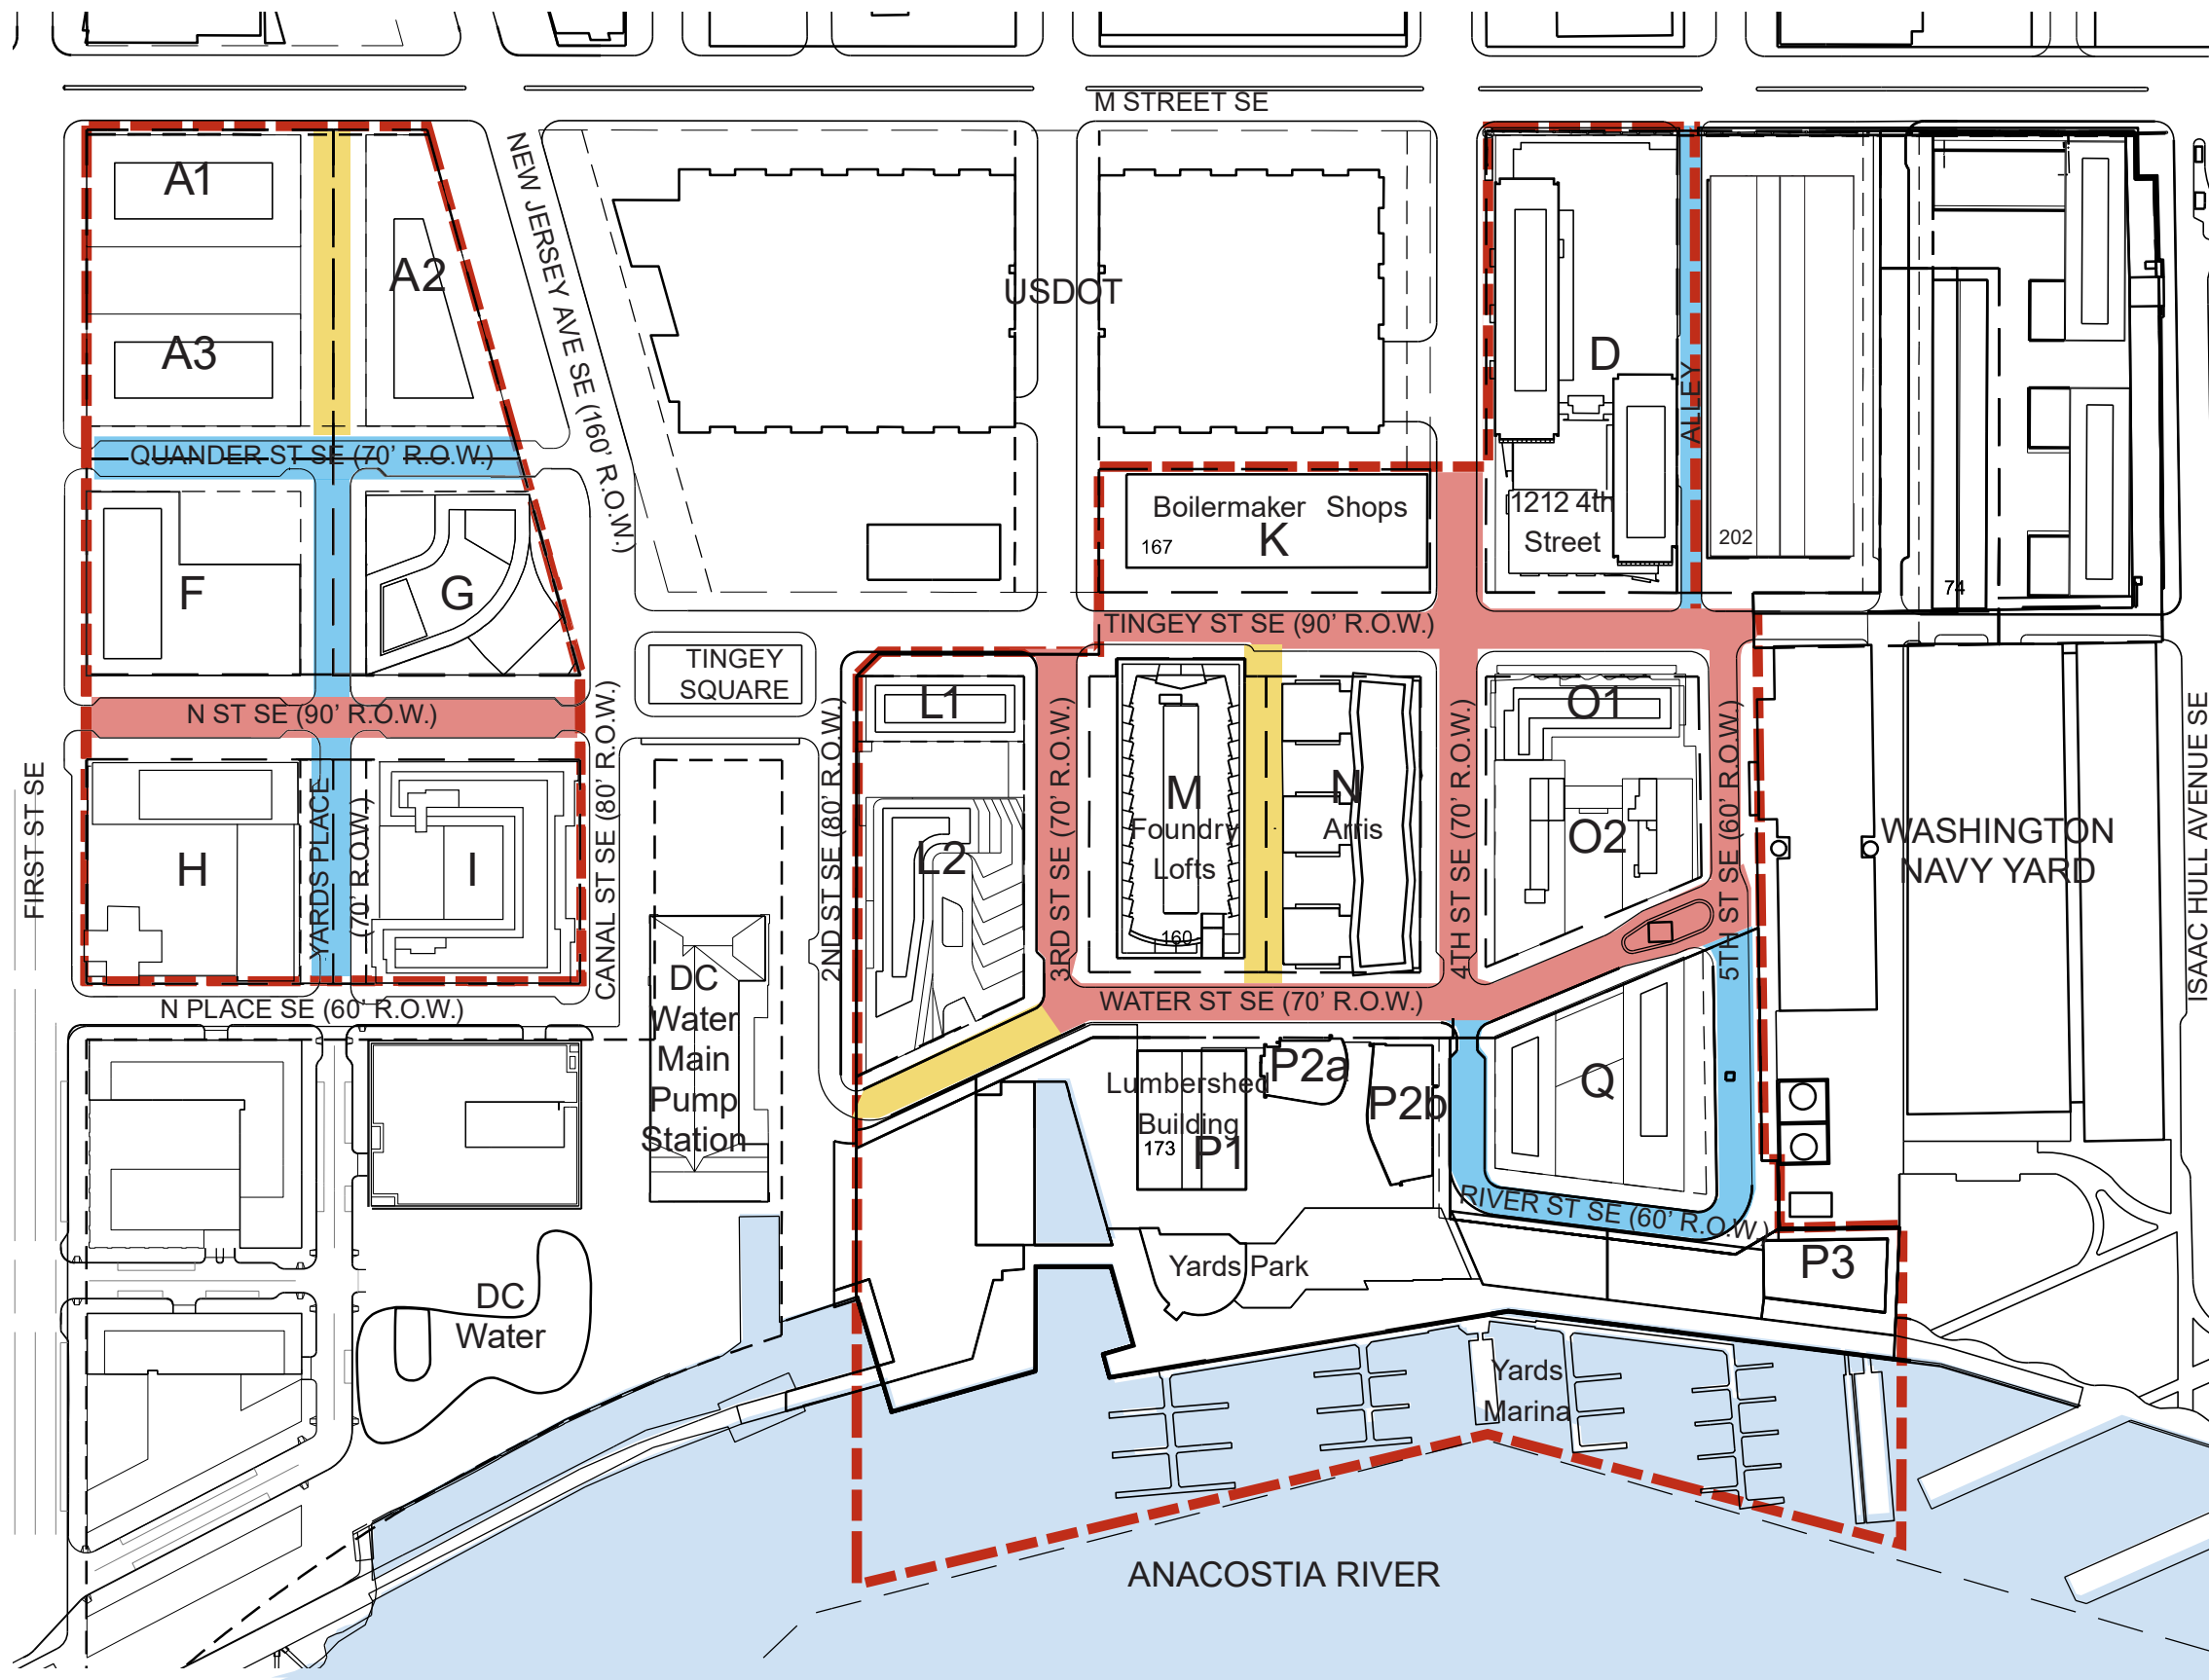 M STREET SE
A1
A2
A3
NEW JERSEY AVE SE (160' R.O.W.)
USDOT
D
ALLEY
QUANDER ST SE (70' R.O.W.)
Boilermaker Shops
167
K
1212 4th
Street
202
74
F
G
TINGEY ST SE (90' R.O.W.)
TINGEY
SQUARE
N ST SE (90' R.O.W.)
L1
O1
FIRST ST SE
H
YARDS PLACE
(70' R.O.W.)
I
CANAL ST SE (80' R.O.W.)
2ND ST SE (80' R.O.W.)
L2
3RD ST SE (70' R.O.W.)
M
Foundry
Lofts
160
N
Arris
4TH ST SE (70' R.O.W.)
O2
5TH ST SE (60' R.O.W.)
WASHINGTON
NAVY YARD
ISAAC HULL AVENUE SE
N PLACE SE (60' R.O.W.)
DC
Water
Main
Pump
Station
WATER ST SE (70' R.O.W.)
Lumbershed
Building
173
P1
P2a
P2b
Q
RIVER ST SE (60' R.O.W.)
P3
Yards Park
DC
Water
Yards
Marina
ANACOSTIA RIVER